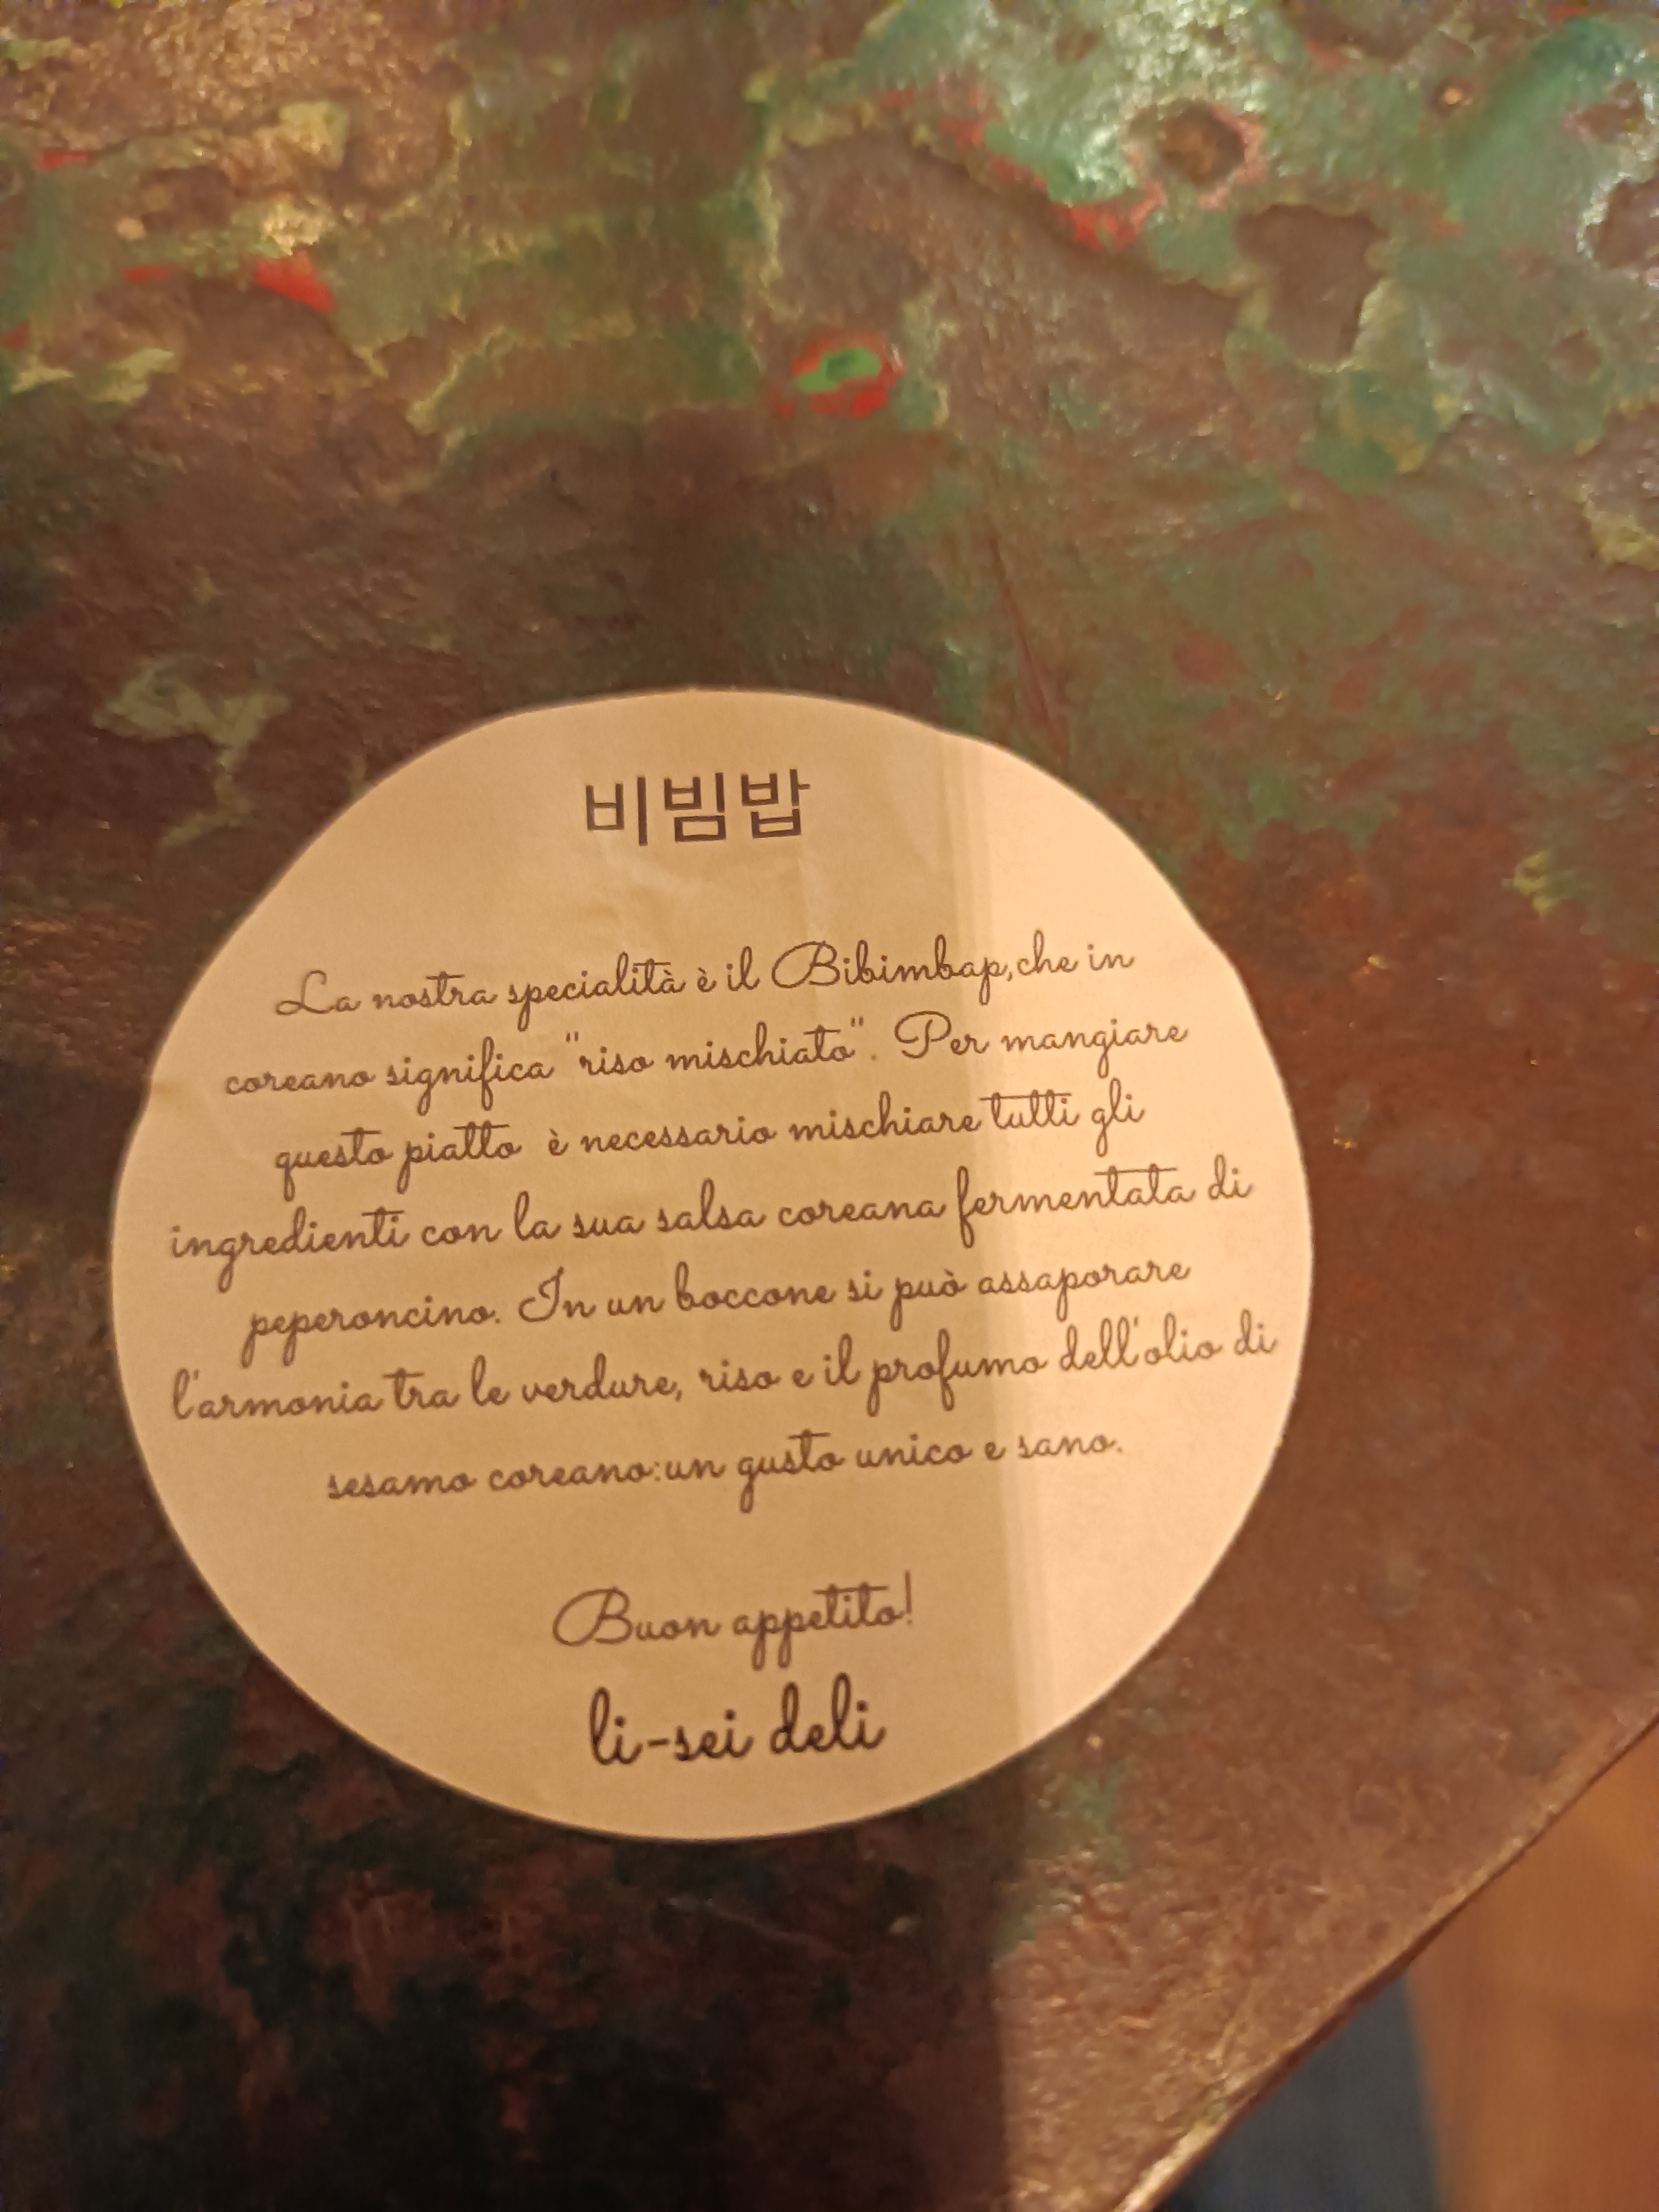 비빔밥
La nostra specialità è il Bibimbap,che in
coreano significa "riso mischiato". Per mangiare
questo piatto è necessario mischiare tutti gli
ingredienti con la sua salsa coreana fermentata di
peperoncino. In un boccone si può assaporare
l'armonia tra le verdure, riso e il profumo dell'olio di
sesamo coreano:un gusto unico e sano.
Buon appetito!
li-sei deli